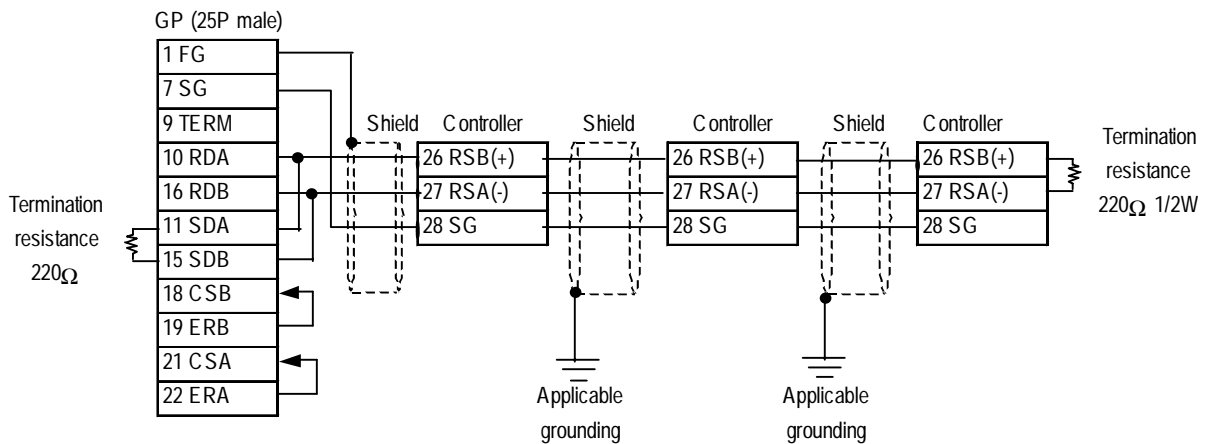 GP (25P male)
1 FG
7 SG
9 TERM
10 RDA
16 RDB
11 SDA
15 SDB
18 CSB
19 ERB
21 CSA
22 ERA
Termination
resistance
220Ω
Shield
Controller
26 RSB(+)
27 RSA(-)
28 SG
Shield
Applicable
grounding
Controller
26 RSB(+)
27 RSA(-)
28 SG
Shield
Applicable
grounding
Controller
26 RSB(+)
27 RSA(-)
28 SG
Termination
resistance
220Ω 1/2W